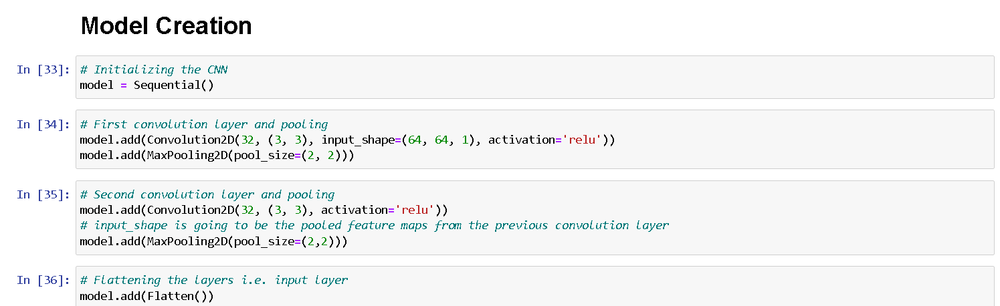 Model Creation
In [33]: # Initializing the CNN
model = Sequential()
In [34]: # First convolution layer and pooling
model.add(Convolution2D(32, (3, 3), input_shape=(64, 64, 1), activation='relu'))
model.add(MaxPooling2D(pool_size=(2, 2)))
In [35]: # Second convolution layer and pooling
model.add(Convolution2D(32, (3, 3), activation='relu'))
# input_shape is going to be the pooled feature maps from the previous convolution layer
model.add(MaxPooling2D(pool_size=(2,2)))
In [36]: # Flattening the layers i.e. input layer
model.add(Flatten())